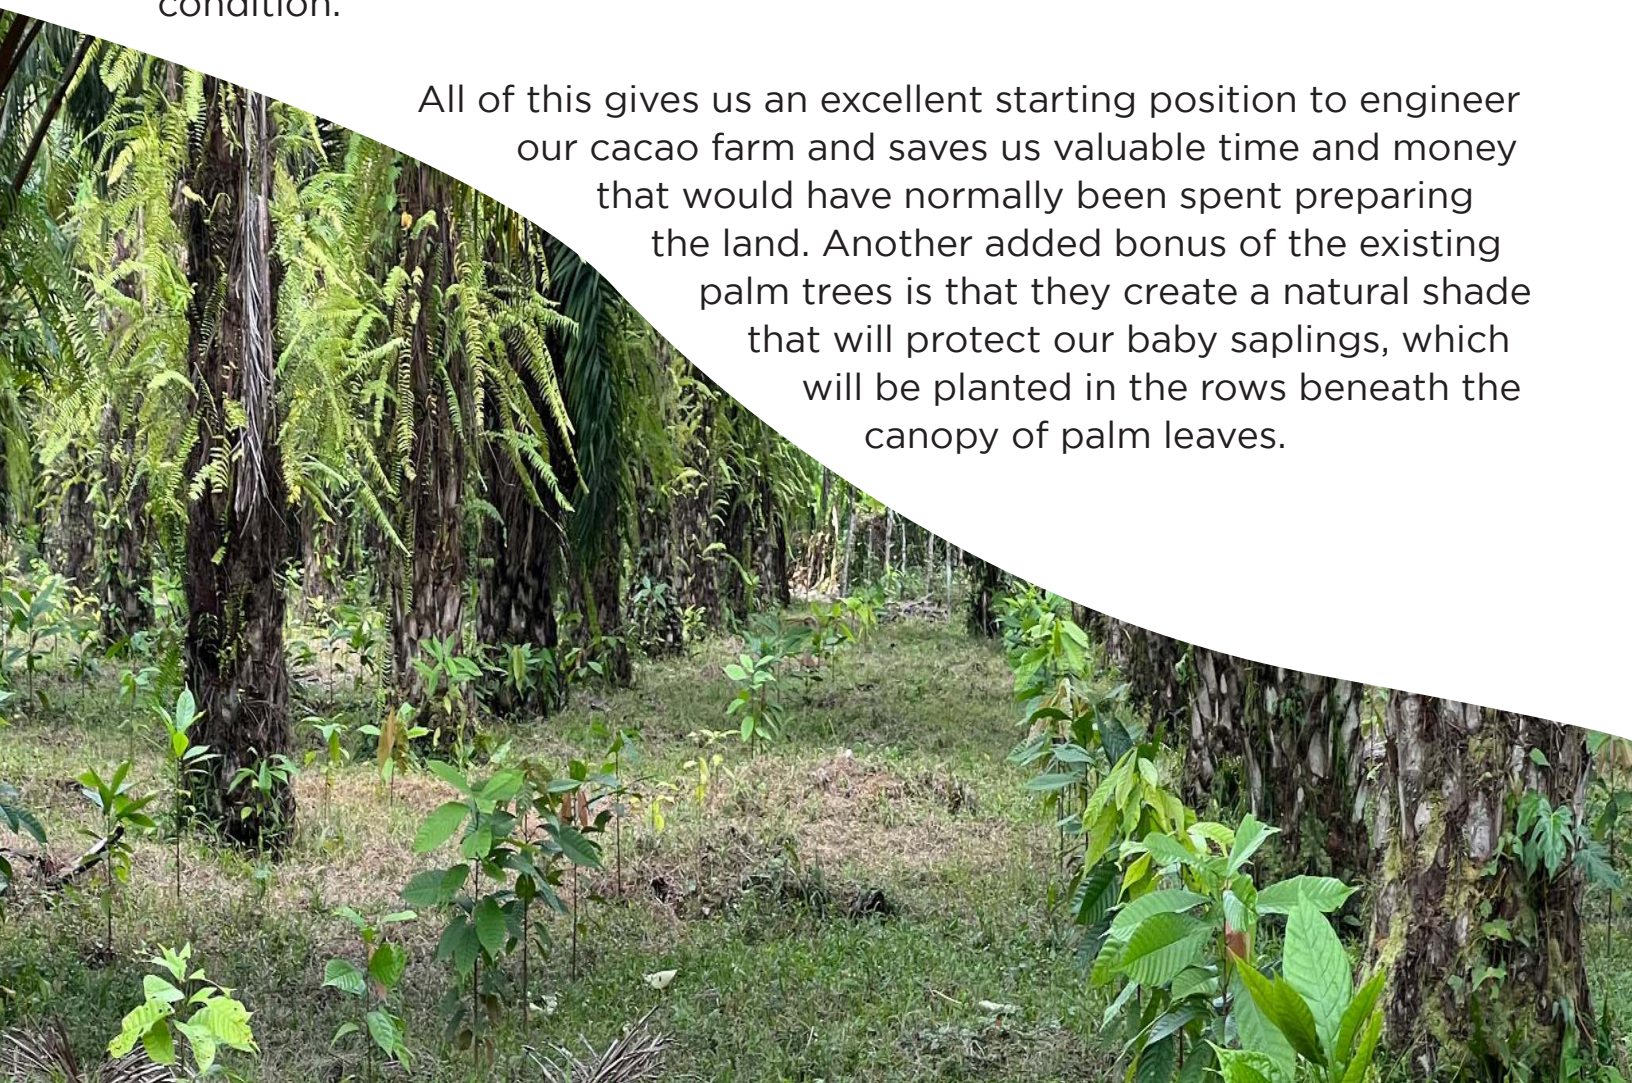 condition.
All of this gives us an excellent starting position to engineer
our cacao farm and saves us valuable time and money
that would have normally been spent preparing
the land. Another added bonus of the existing
palm trees is that they create a natural shade
that will protect our baby saplings, which
will be planted in the rows beneath the
canopy of palm leaves.